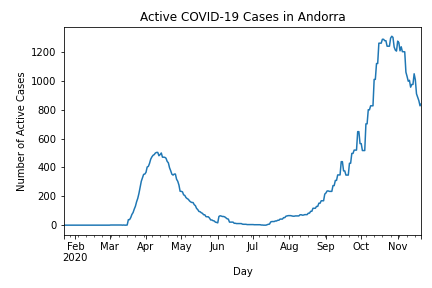 Active COVID-19 Cases in Andorra
Number of Active Cases
1200
1000
800
600
400
200
0
Feb Mar Apr May Jun Jul Aug Sep Oct Nov
2020
Day